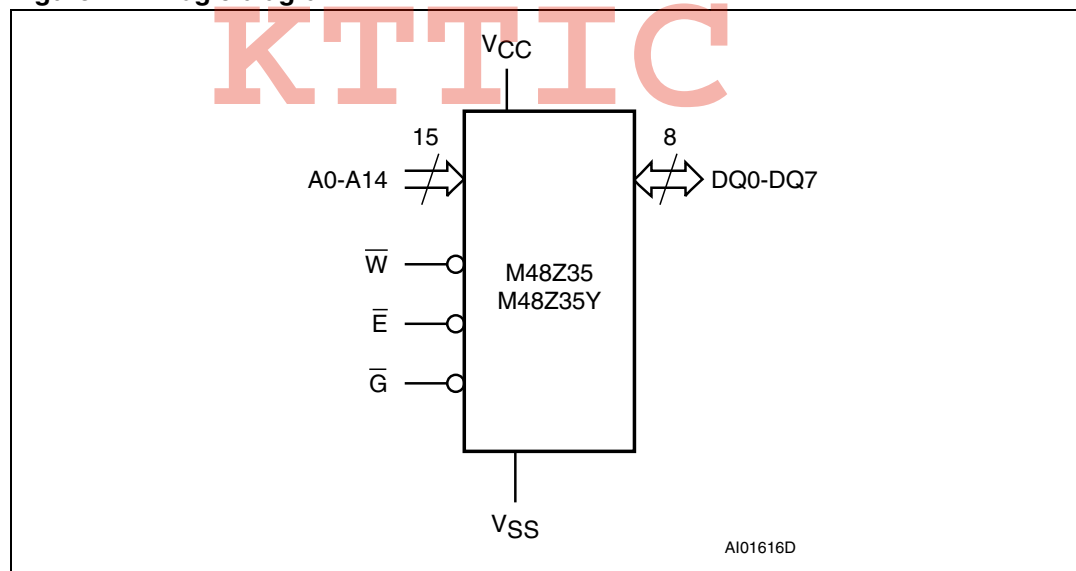 KTTIC
VCC
15
8
A0-A14
DQ0-DQ7
W̅
M48Z35
M48Z35Y
E̅
G̅
VSS
AI01616D